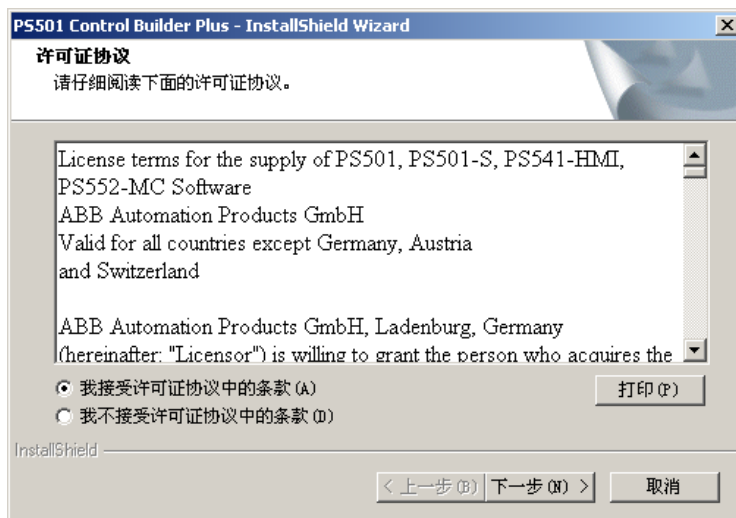 PS501 Control Builder Plus - InstallShield Wizard
许可证协议
请仔细阅读下面的许可证协议。
License terms for the supply of PS501, PS501-S, PS541-HMI,
PS552-MC Software
ABB Automation Products GmbH
Valid for all countries except Germany, Austria
and Switzerland
ABB Automation Products GmbH, Ladenburg, Germany
(hereinafter: "Licensor") is willing to grant the person who acquires the
我接受许可证协议中的条款(A)
打印(P)
我不接受许可证协议中的条款(D)
InstallShield
< 上一步(B) 下一步(N) > 取消